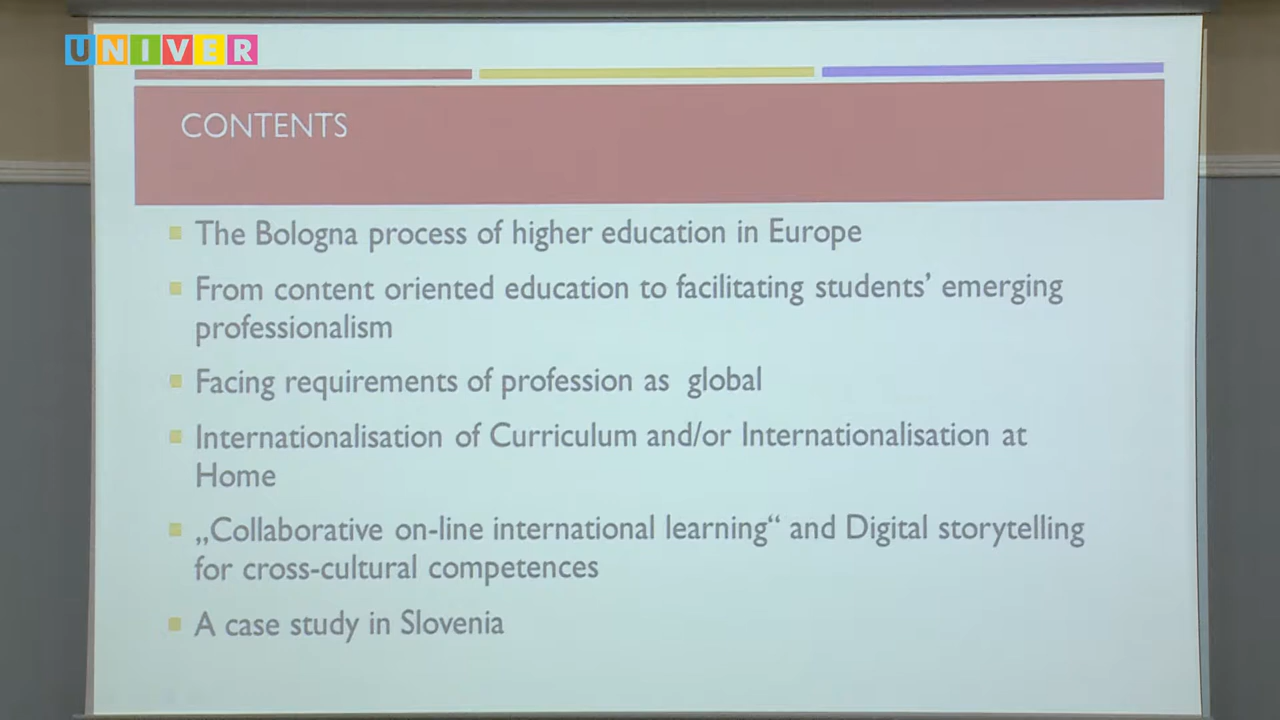 UNIVER
CONTENTS
The Bologna process of higher education in Europe
From content oriented education to facilitating students’ emerging
professionalism
Facing requirements of profession as  global
Internationalisation of Curriculum and/or Internationalisation at
Home
„Collaborative on-line international learning“ and Digital storytelling
for cross-cultural competences
A case study in Slovenia